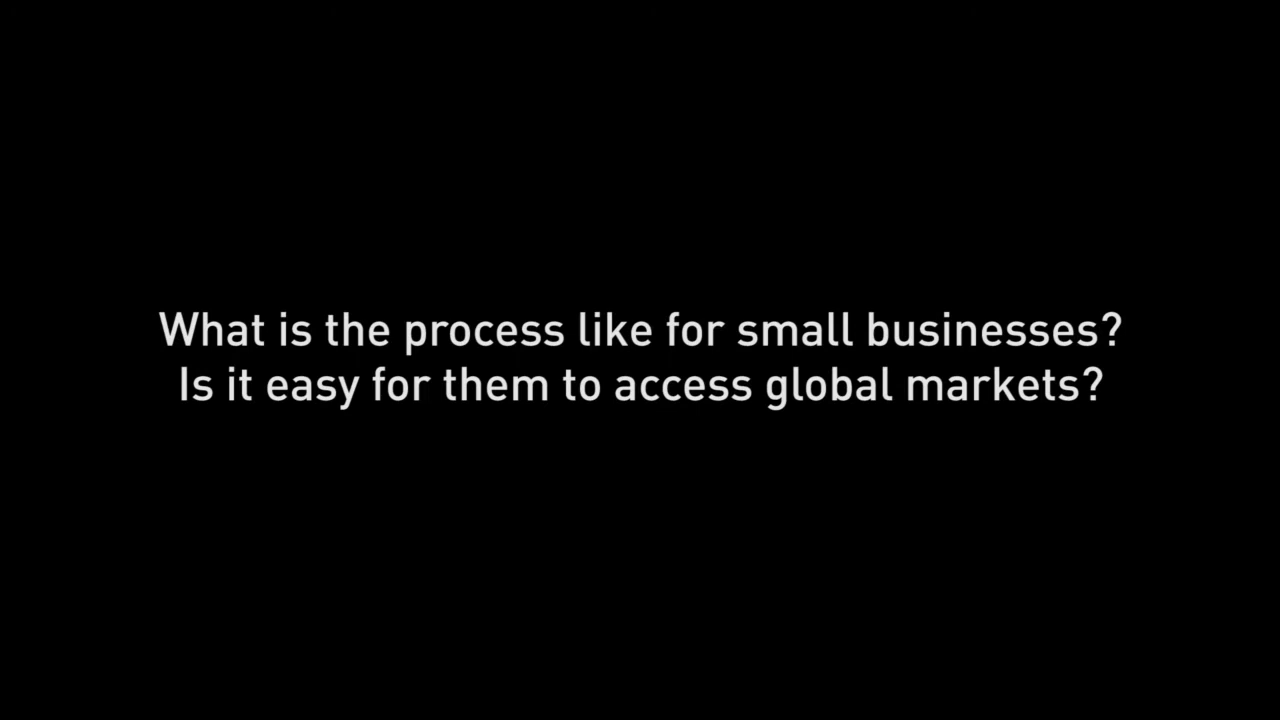 What is the process like for small businesses?
Is it easy for them to access global markets?